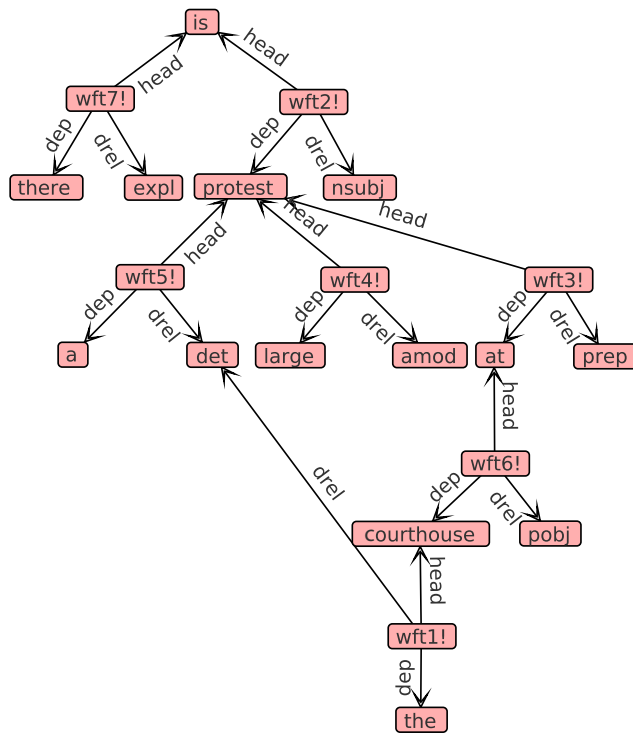 is
head
head
wft7!
wft2!
dep
drel
dep
drel
there
expl
protest
nsubj
head
head
head
wft5!
wft4!
wft3!
dep
drel
dep
drel
dep
drel
a
det
large
amod
at
prep
head
wft6!
drel
dep
drel
courthouse
pobj
head
wft1!
dep
the